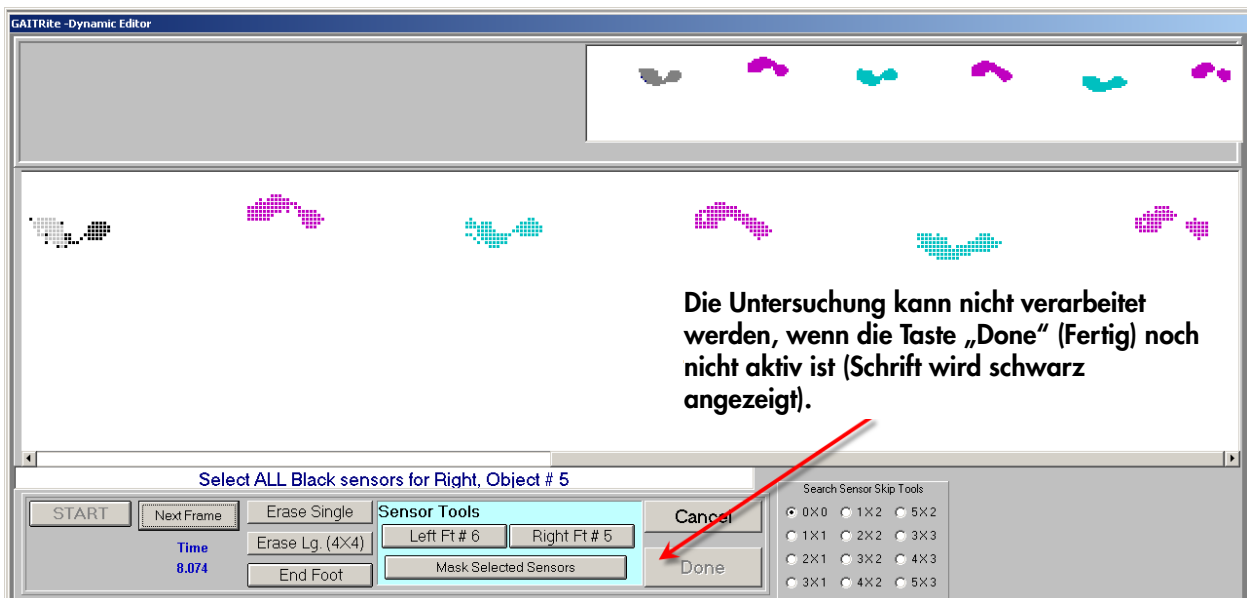 GAITRite -Dynamic Editor
Die Untersuchung kann nicht verarbeitet
werden, wenn die Taste „Done“ (Fertig) noch
nicht aktiv ist (Schrift wird schwarz
angezeigt).
Select ALL Black sensors for Right, Object # 5
START
Next Frame
Time
8.074
Erase Single
Erase Lg. (4X4)
End Foot
Sensor Tools
Left Ft # 6
Right Ft # 5
Mask Selected Sensors
Cancel
Done
Search Sensor Skip Tools
0X0 1X2 5X2
1X1 2X2 3X3
2X1 3X2 4X3
3X1 4X2 5X3